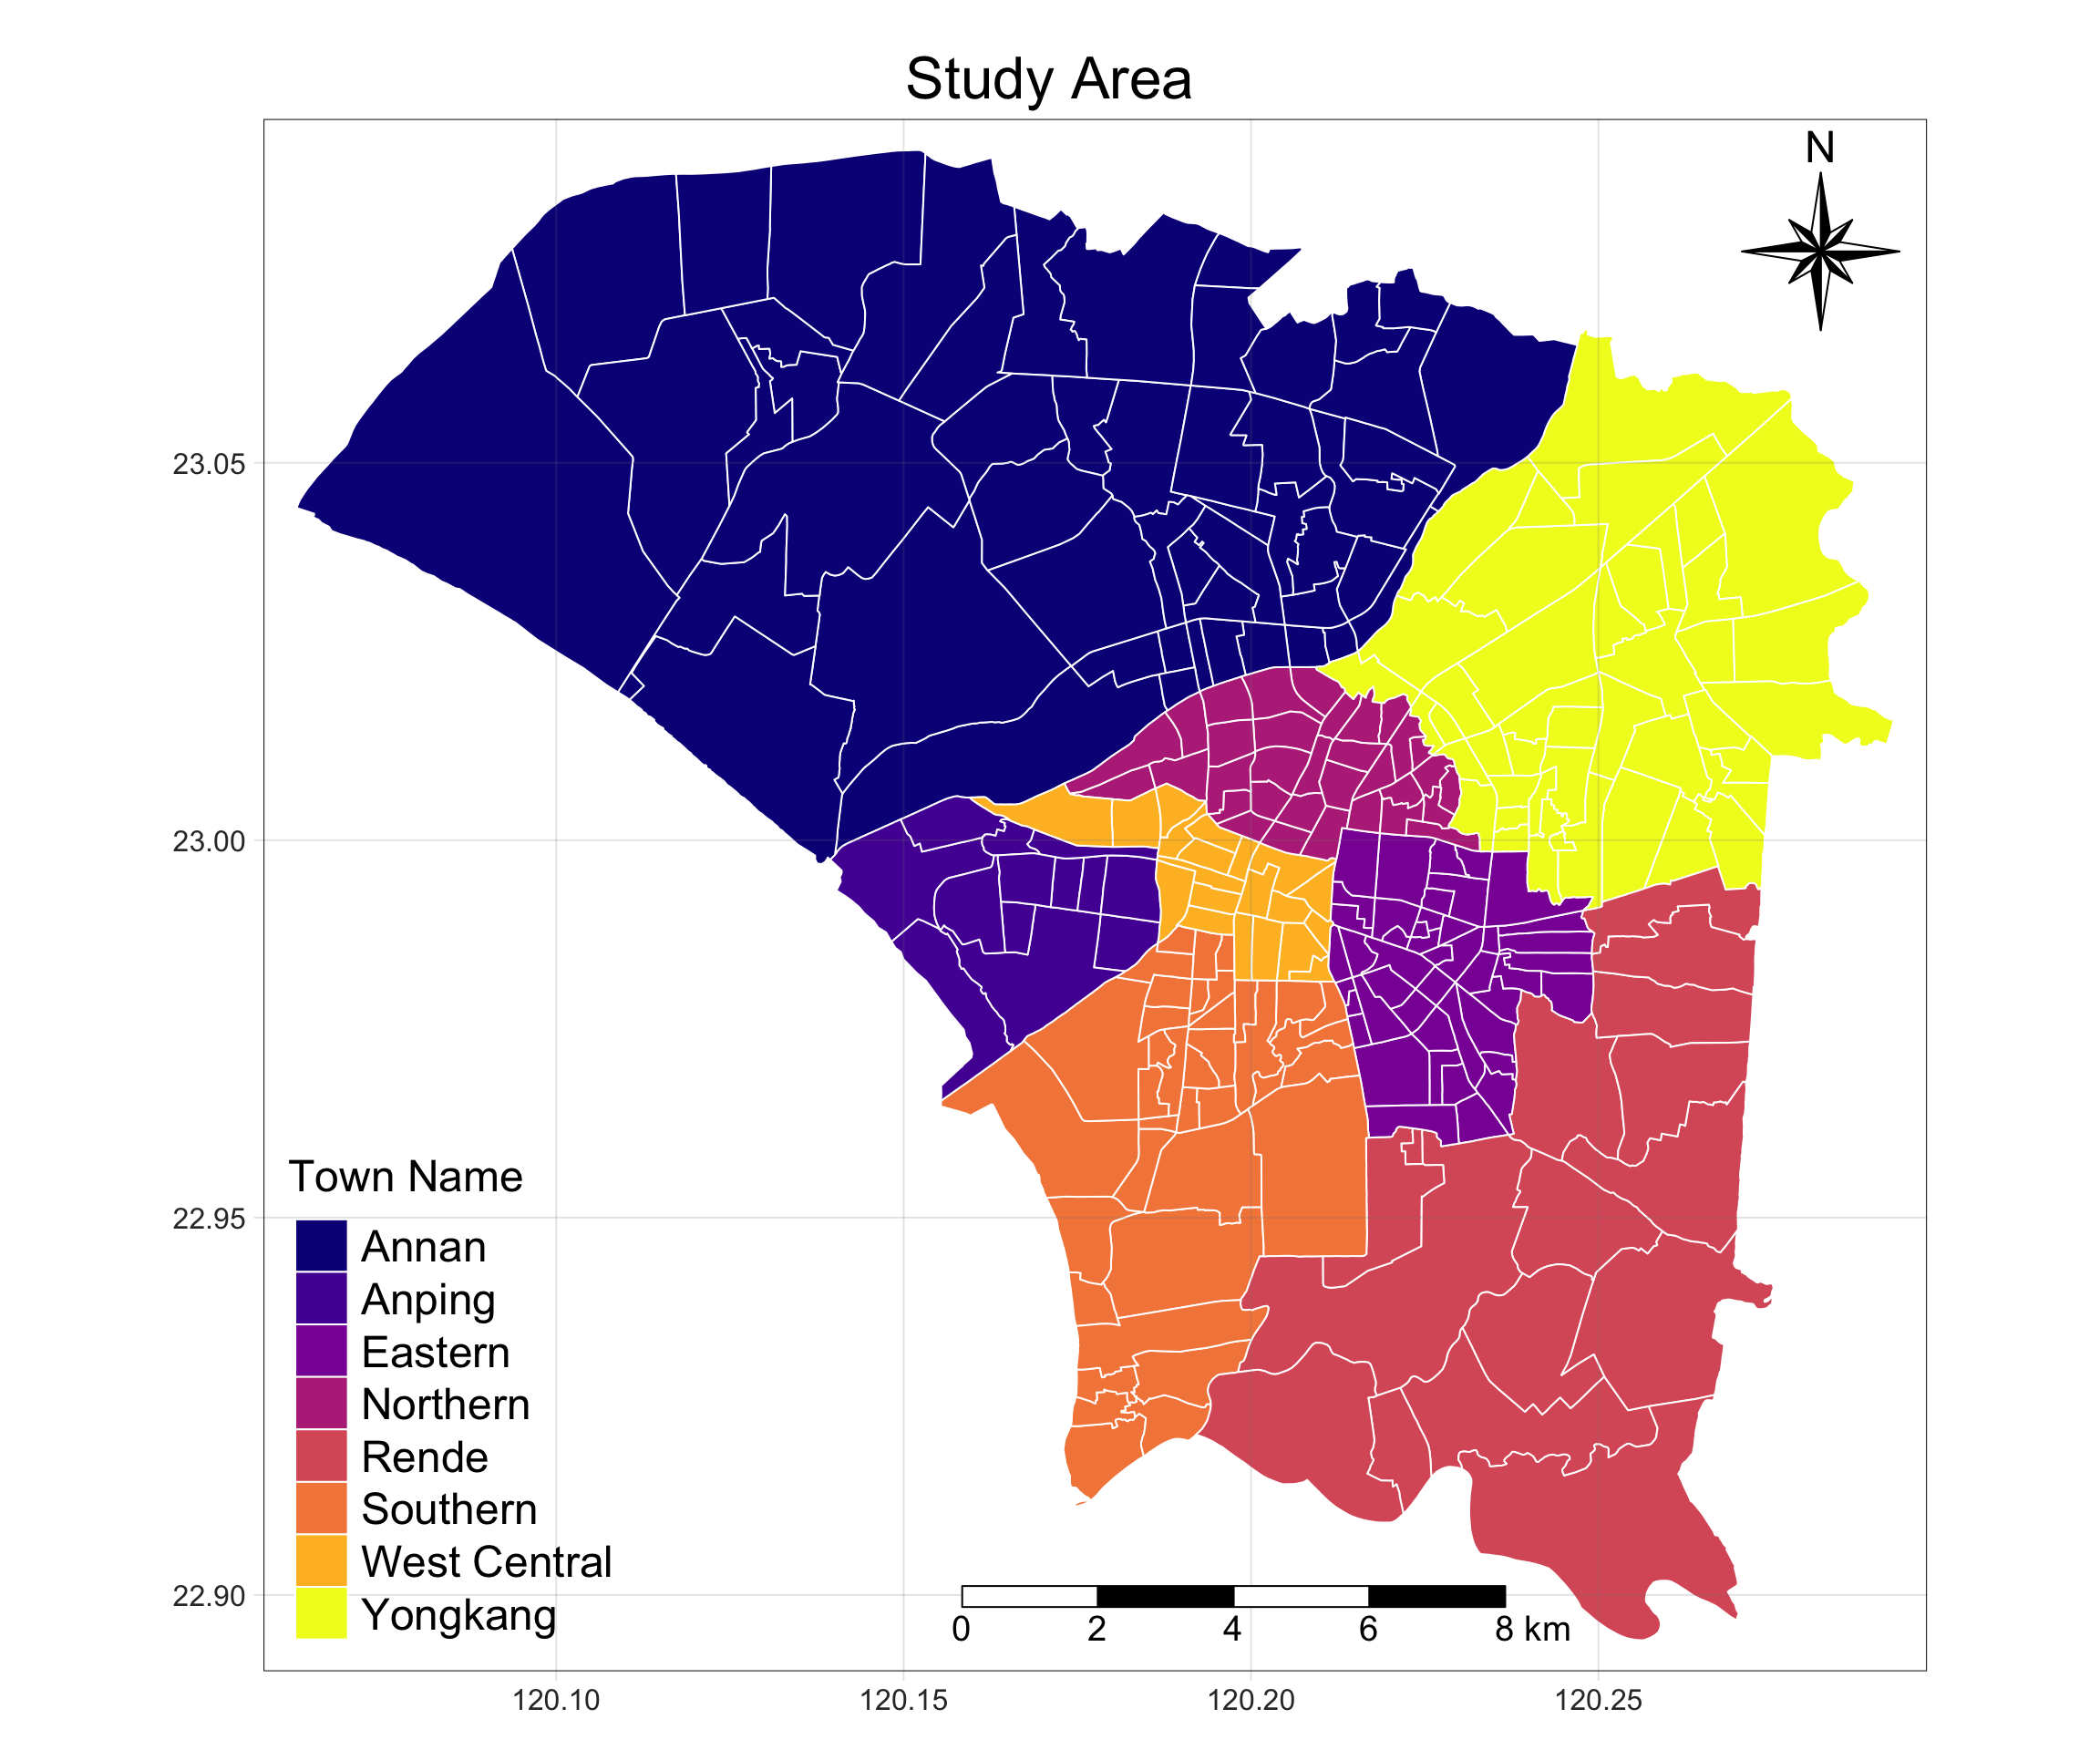 Study Area
N
23.05
23.00
22.95
22.90
Town Name
Annan
Anping
Eastern
Northern
Rende
Southern
West Central
Yongkang
0 2 4 6 8 km
120.10 120.15 120.20 120.25